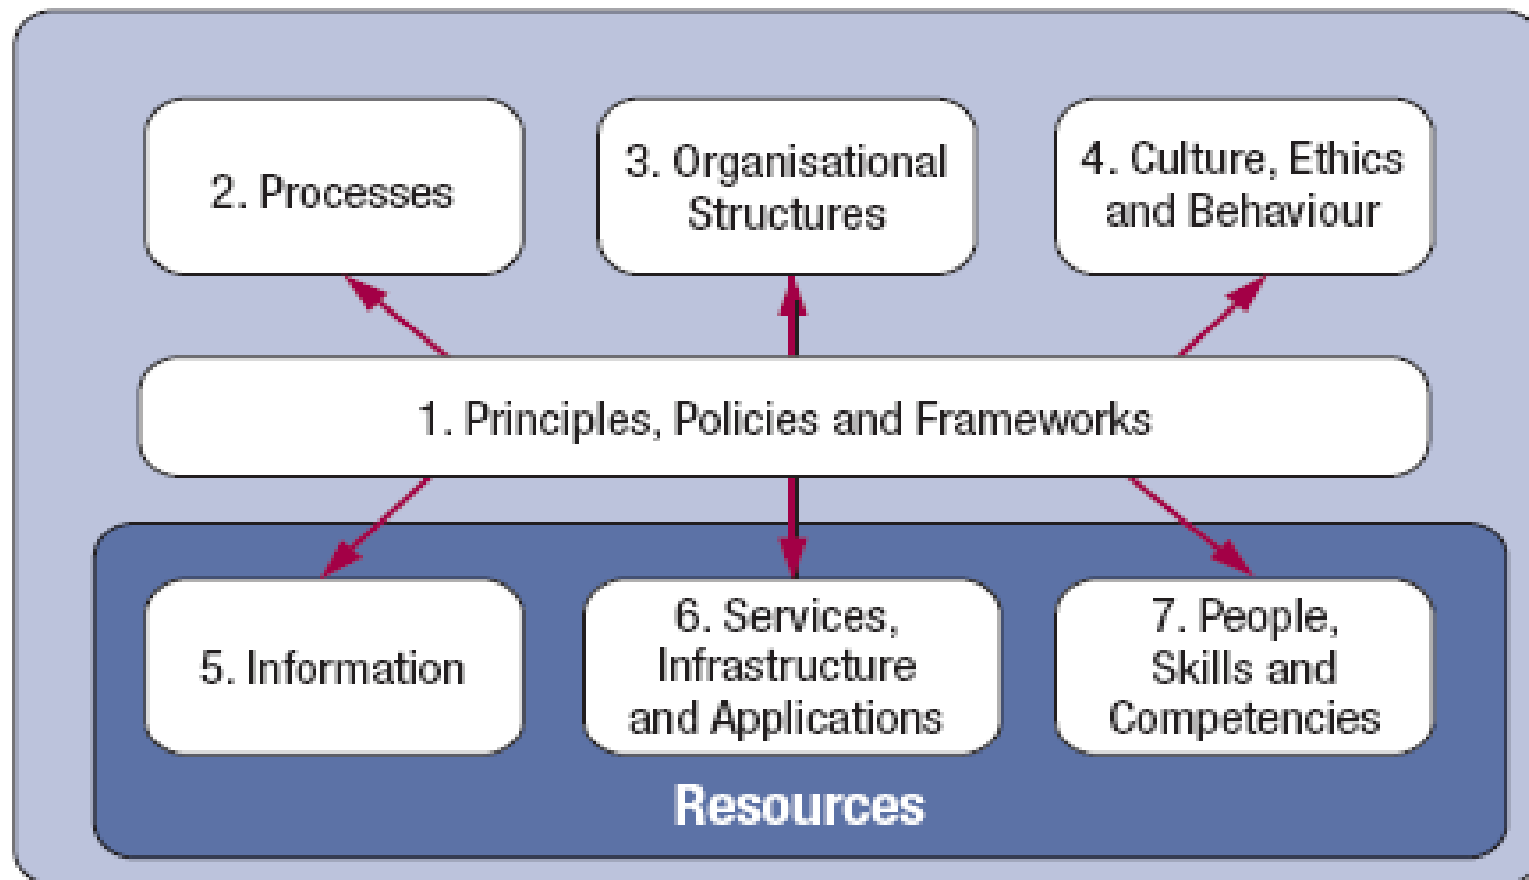 2. Processes
3. Organisational
Structures
4. Culture, Ethics
and Behaviour
1. Principles, Policies and Frameworks
5. Information
6. Services,
Infrastructure
and Applications
7. People,
Skills and
Competencies
Resources